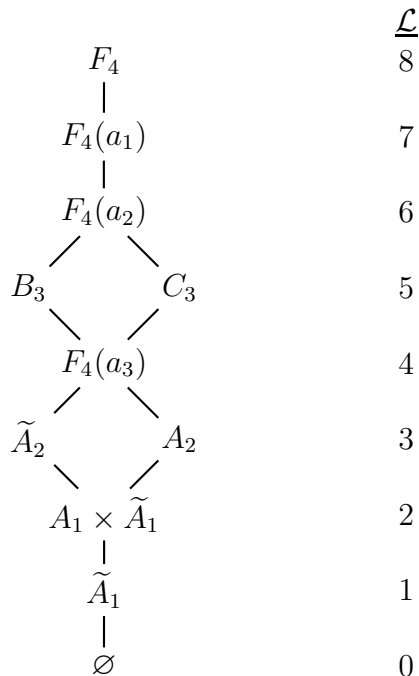 ℒ
F₄ 8
F₄(a₁) 7
F₄(a₂) 6
B₃ C₃ 5
F₄(a₃) 4
Ã₂ A₂ 3
A₁ × Ã₁ 2
Ã₁ 1
∅ 0